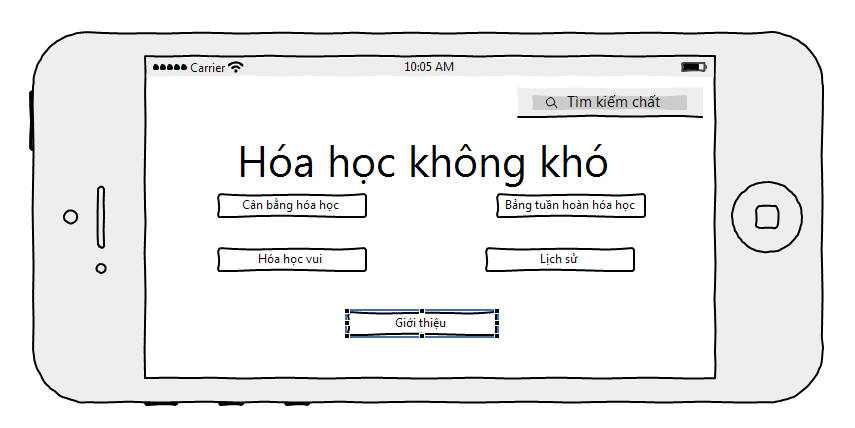 Carrier 10:05 AM
Tìm kiếm chất
Hóa học không khó
Cân bằng hóa học Bảng tuần hoàn hóa học
Hóa học vui Lịch sử
Giới thiệu